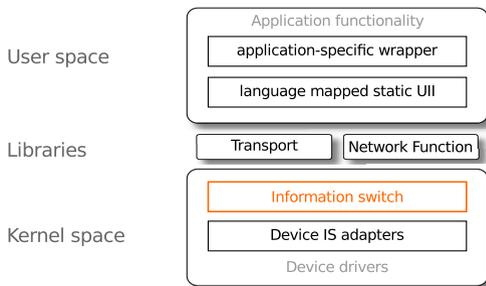 Application functionality
User space
application-specific wrapper
language mapped static UII
Libraries
Transport
Network Function
Information switch
Kernel space
Device IS adapters
Device drivers